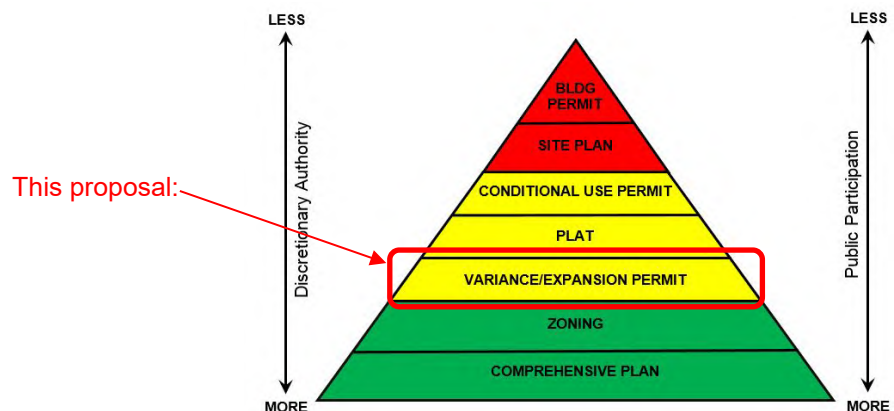 LESS
LESS
BLDG
PERMIT
SITE PLAN
Discretionary Authority
Public Participation
This proposal:
CONDITIONAL USE PERMIT
PLAT
VARIANCE/EXPANSION PERMIT
ZONING
COMPREHENSIVE PLAN
MORE
MORE